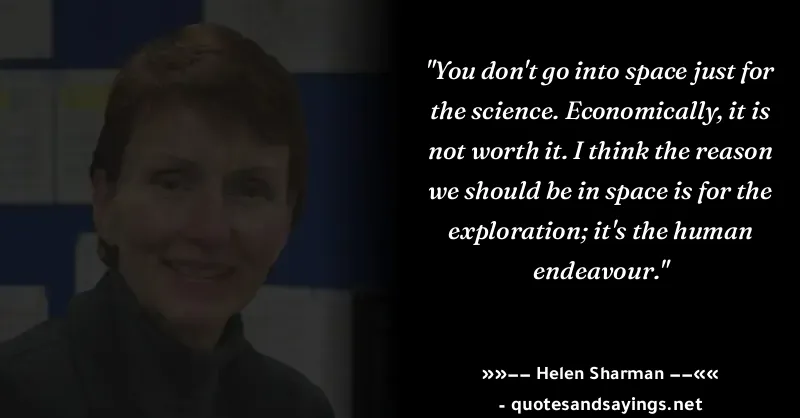 "You don't go into space just for
the science. Economically, it is
not worth it. I think the reason
we should be in space is for the
exploration; it's the human
endeavour."
»»−− Helen Sharman −−««
- quotesandsayings.net